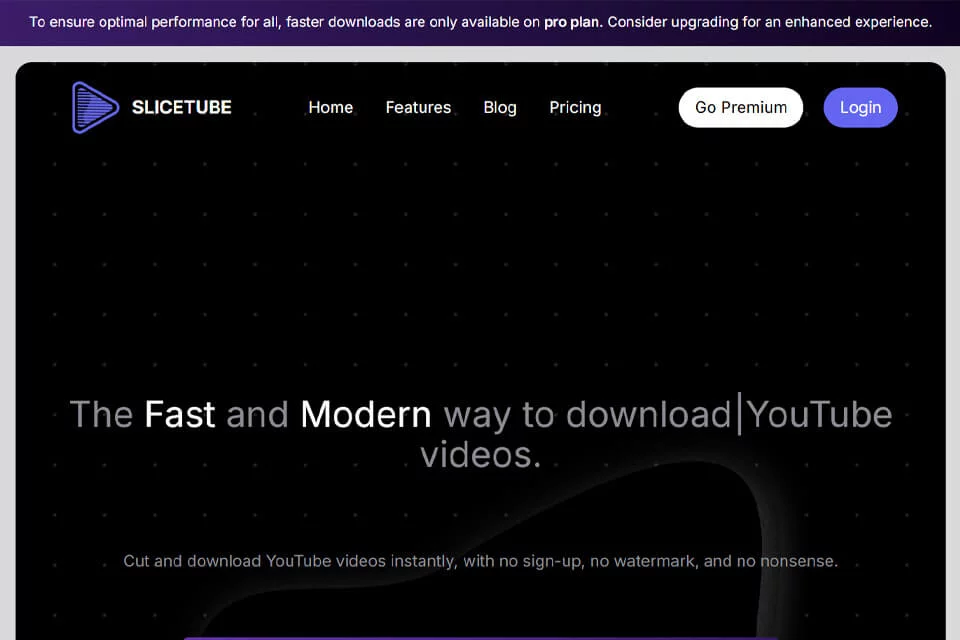 To ensure optimal performance for all, faster downloads are only available on pro plan. Consider upgrading for an enhanced experience.
SLICETUBE Home Features Blog Pricing Go Premium Login
The Fast and Modern way to download|YouTube
videos.
Cut and download YouTube videos instantly, with no sign-up, no watermark, and no nonsense.